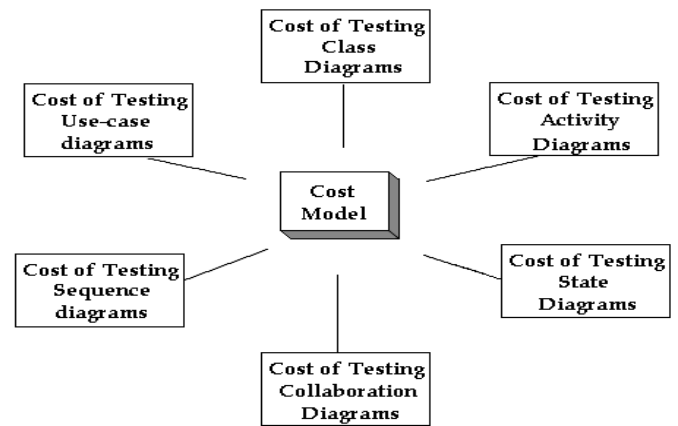 Cost of Testing
Class
Diagrams
Cost of Testing
Use-case
diagrams
Cost of Testing
Activity
Diagrams
Cost
Model
Cost of Testing
Sequence
diagrams
Cost of Testing
State
Diagrams
Cost of Testing
Collaboration
Diagrams